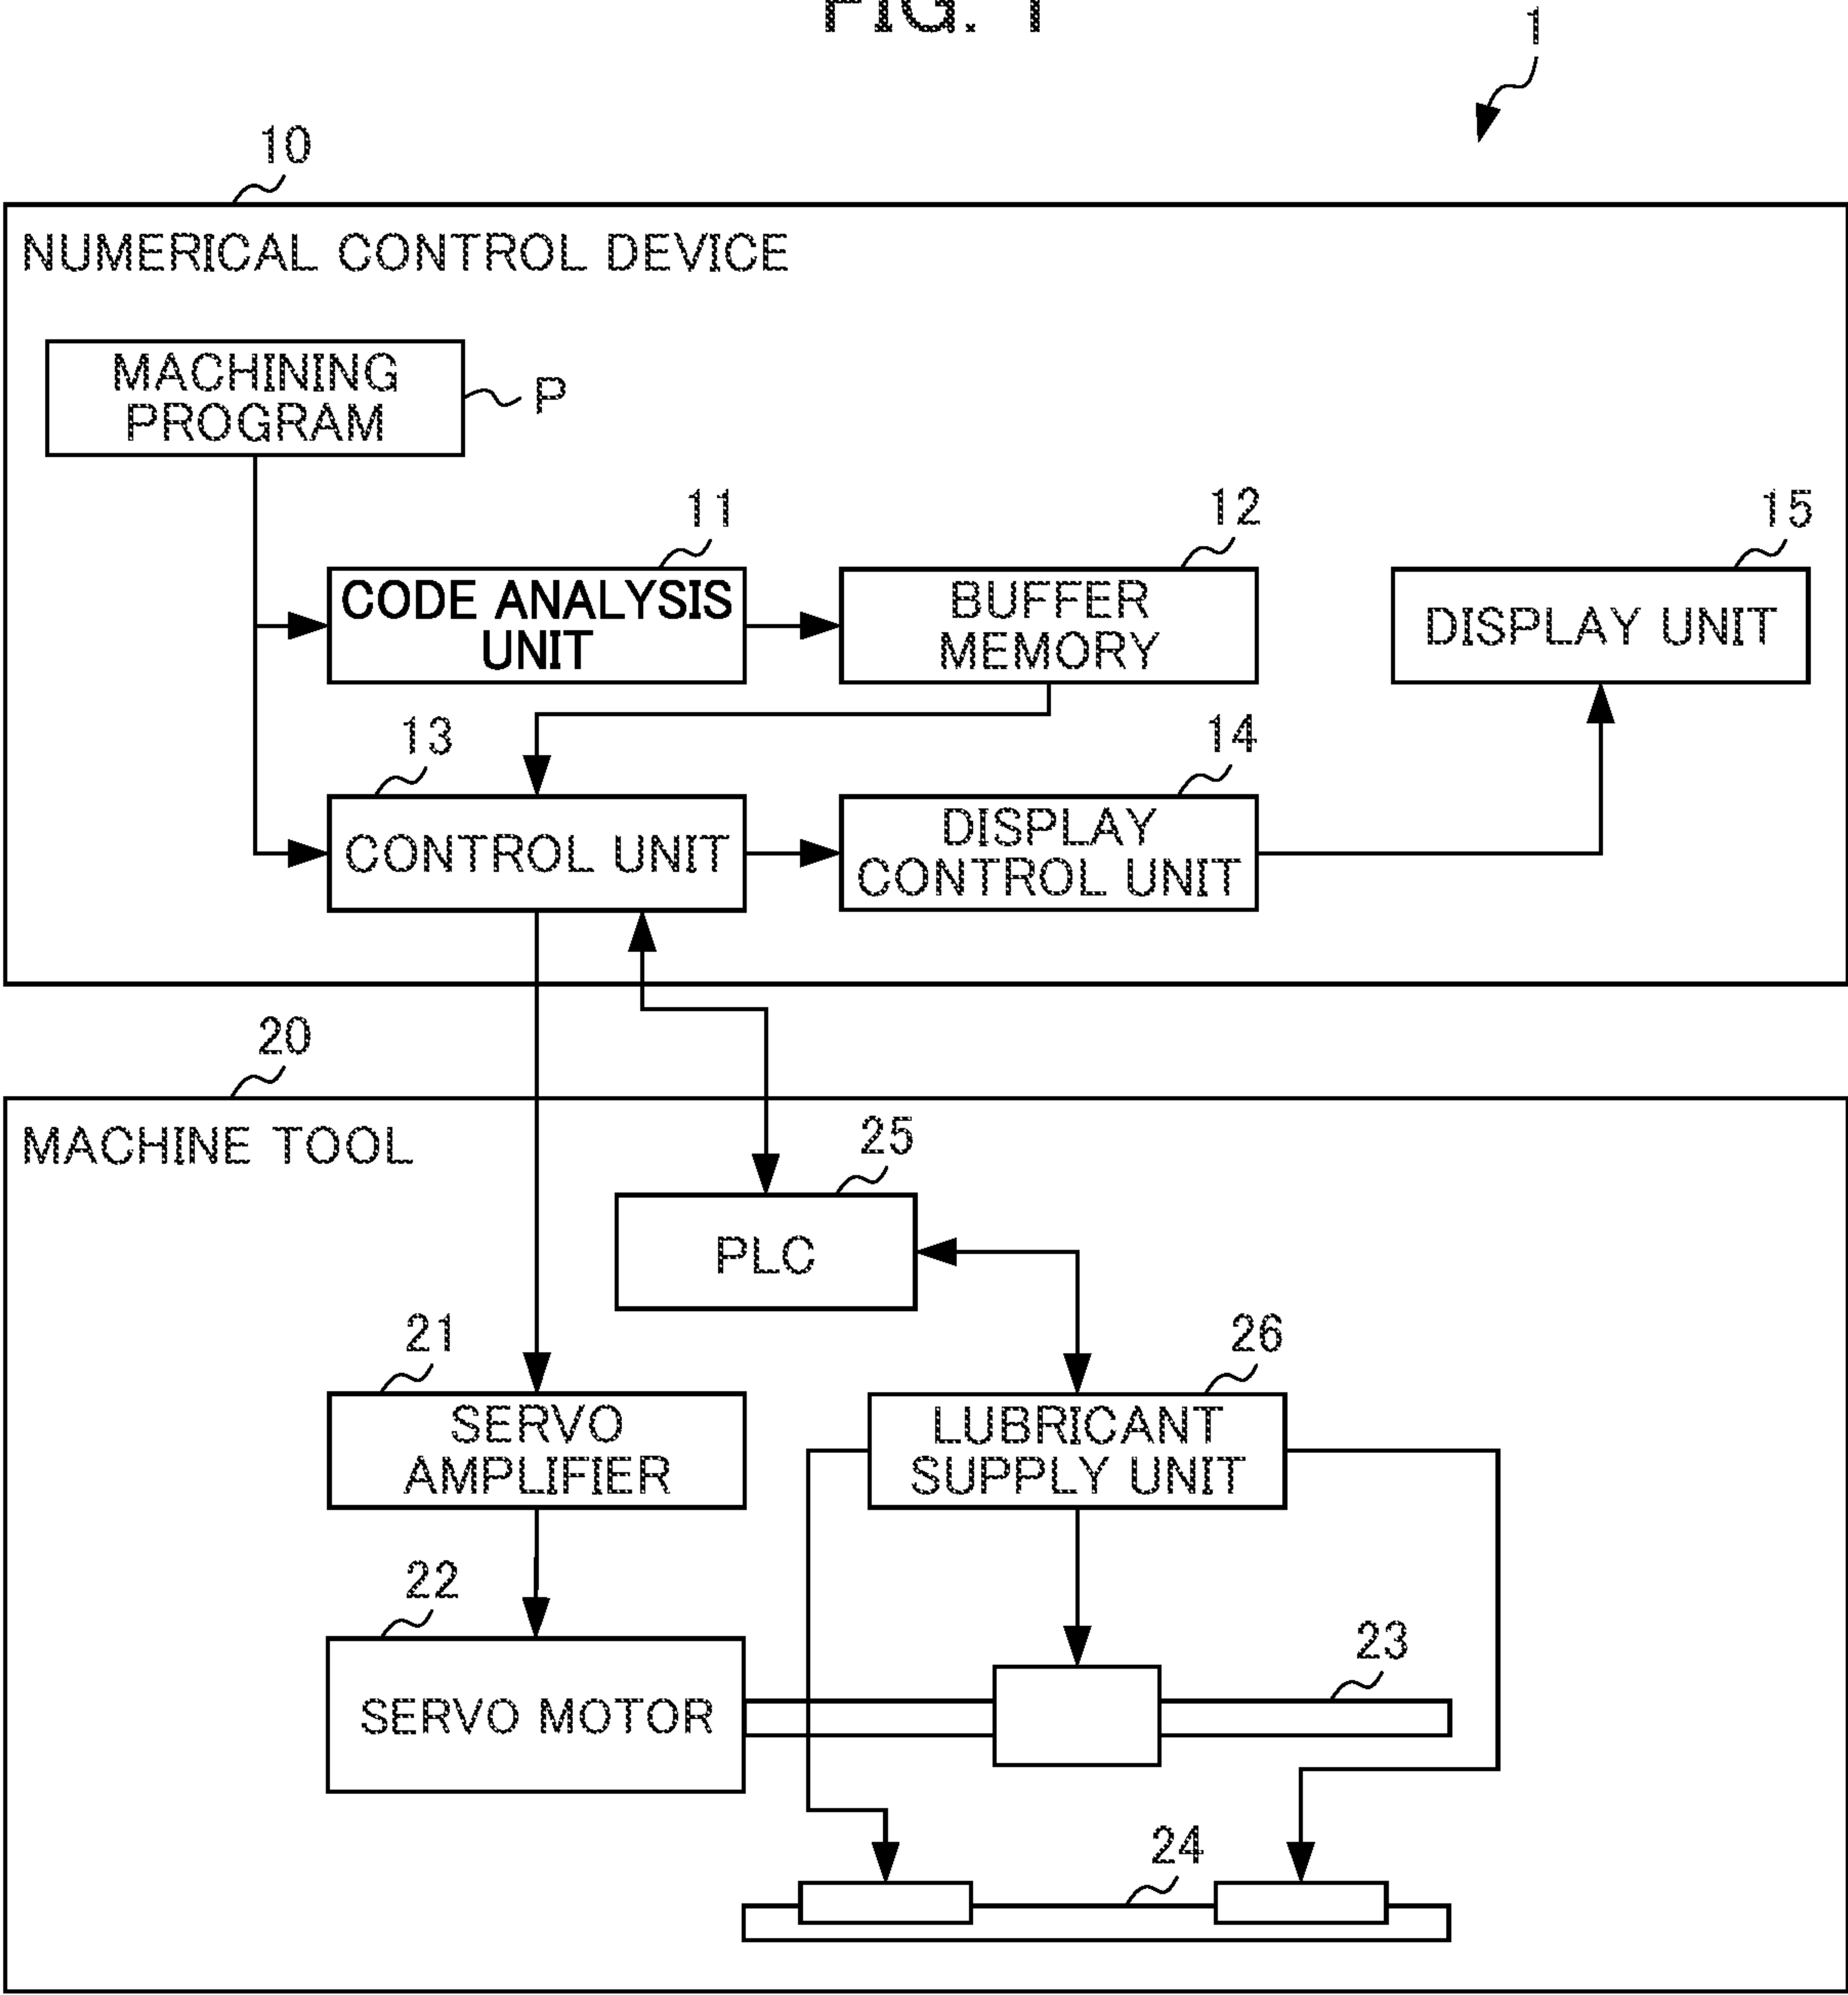 FIG. 1
1
10
NUMERICAL CONTROL DEVICE
MACHINING
PROGRAM
P
11
12
15
CODE ANALYSIS
UNIT
BUFFER
MEMORY
DISPLAY UNIT
13
14
CONTROL UNIT
DISPLAY
CONTROL UNIT
20
MACHINE TOOL
25
PLC
21
26
SERVO
AMPLIFIER
LUBRICANT
SUPPLY UNIT
22
23
SERVO MOTOR
24